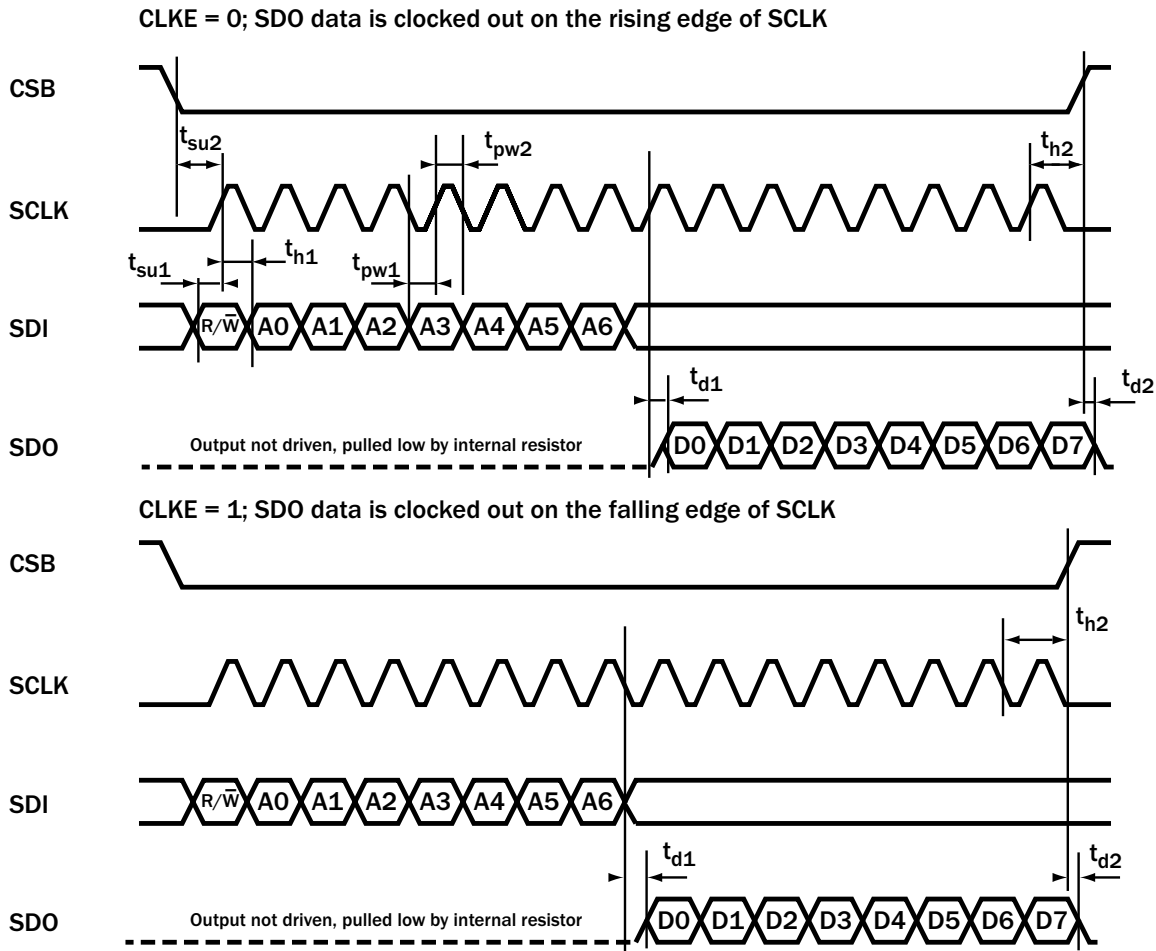 CLKE = 0; SDO data is clocked out on the rising edge of SCLK
CSB
tsu2
tpw2
th2
SCLK
tsu1
th1
tpw1
SDI
R/W̅ A0 A1 A2 A3 A4 A5 A6
td1
td2
SDO
Output not driven, pulled low by internal resistor
D0 D1 D2 D3 D4 D5 D6 D7
CLKE = 1; SDO data is clocked out on the falling edge of SCLK
CSB
th2
SCLK
SDI
R/W̅ A0 A1 A2 A3 A4 A5 A6
td1
td2
SDO
Output not driven, pulled low by internal resistor
D0 D1 D2 D3 D4 D5 D6 D7